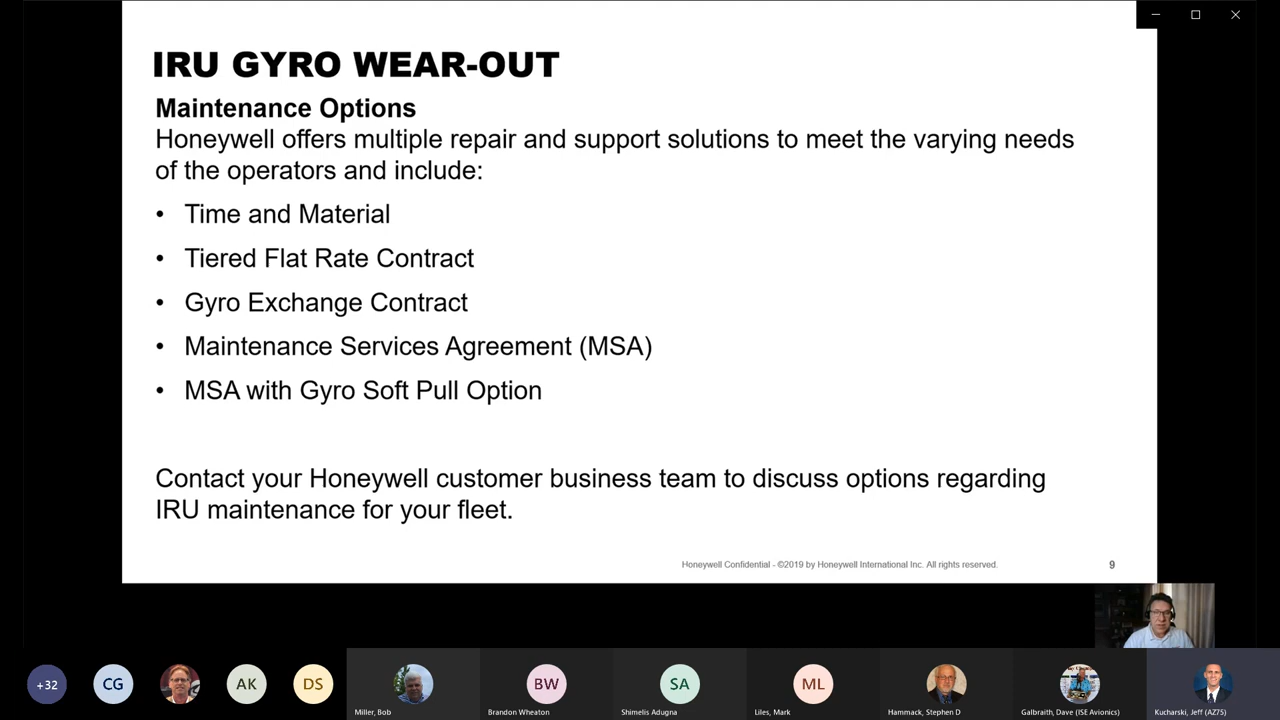 IRU GYRO WEAR-OUT
Maintenance Options
Honeywell offers multiple repair and support solutions to meet the varying needs
of the operators and include:
• Time and Material
• Tiered Flat Rate Contract
• Gyro Exchange Contract
• Maintenance Services Agreement (MSA)
• MSA with Gyro Soft Pull Option
Contact your Honeywell customer business team to discuss options regarding
IRU maintenance for your fleet.
Honeywell Confidential - ©2019 by Honeywell International Inc. All rights reserved.
9
+32
CG
AK
DS
BW
SA
ML
Miller, Bob
Brandon Wheaton
Shimelis Adugna
Liles, Mark
Hammack, Stephen D
Galbraith, Dave (ISE Avionics)
Kucharski, Jeff (AZ75)